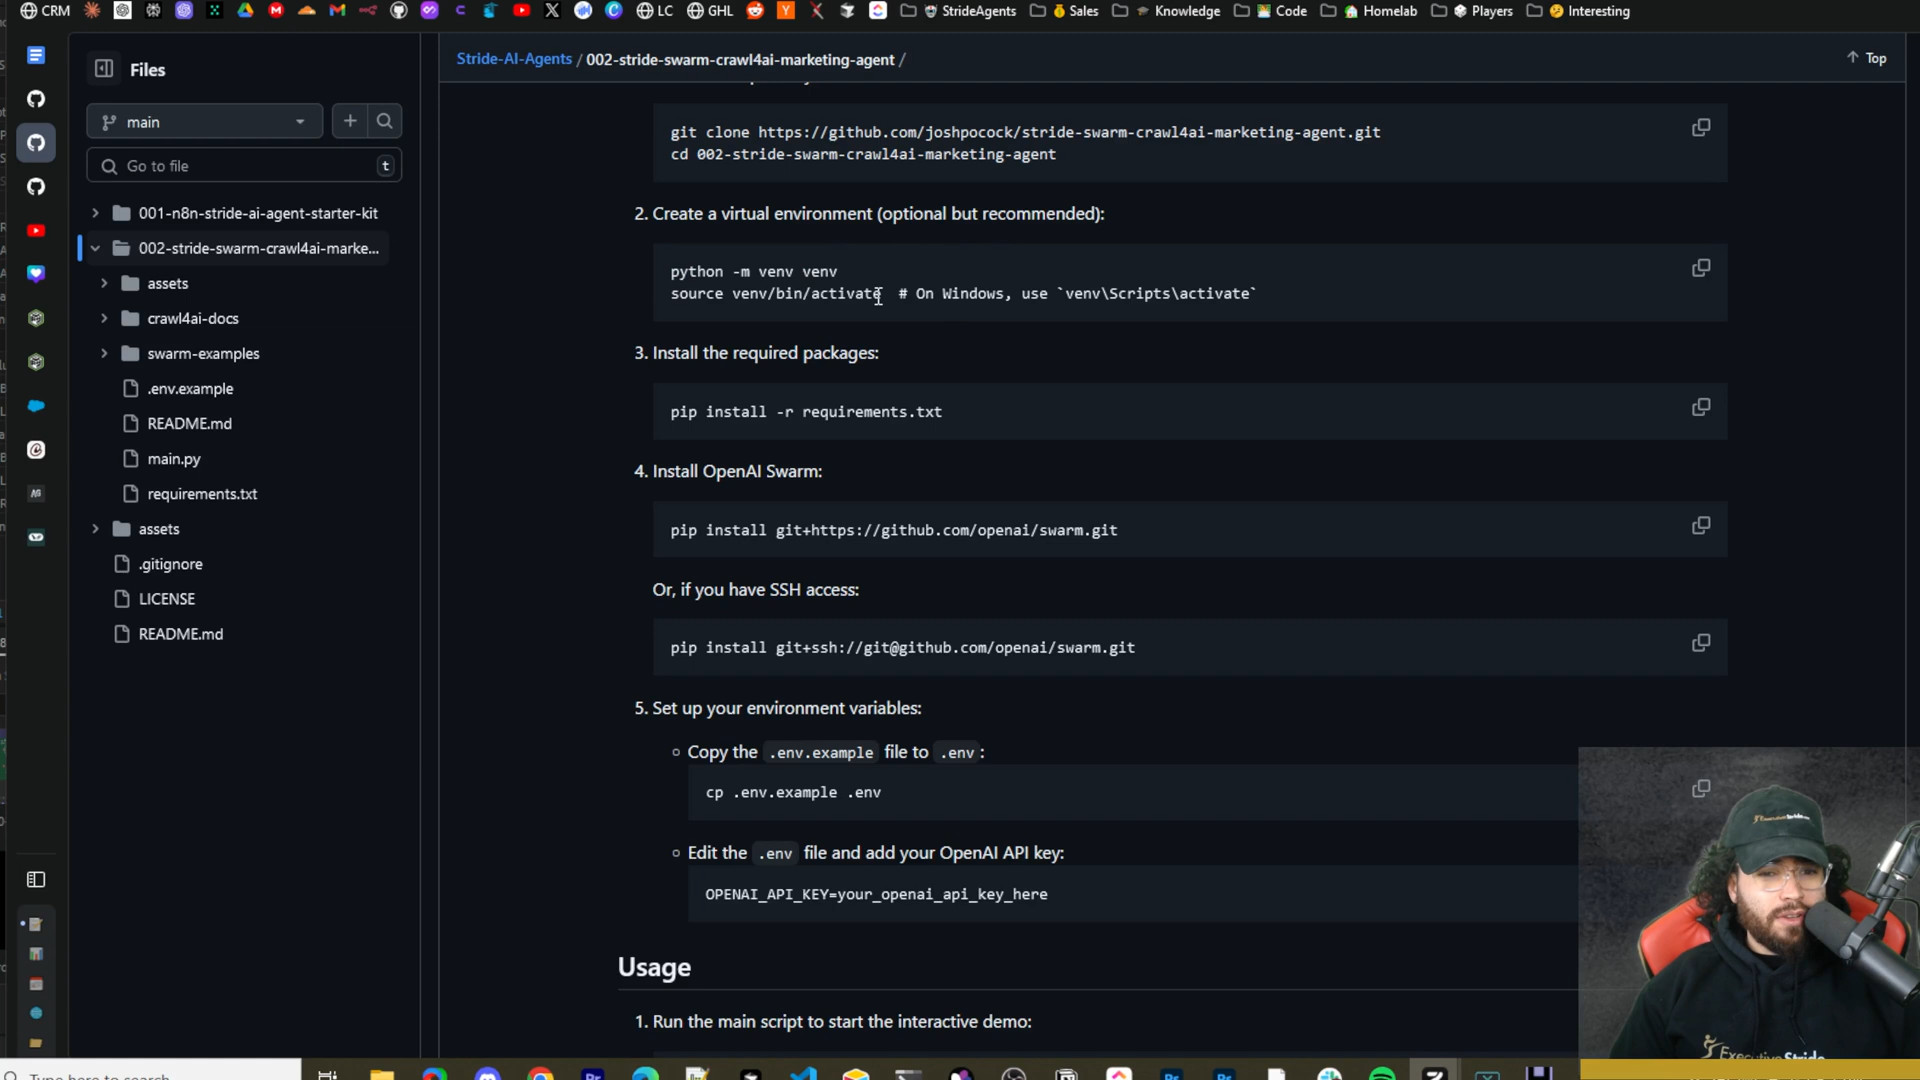 CRM
LC
GHL
StrideAgents
Sales
Knowledge
Code
Homelab
Players
Interesting
Files
Stride-AI-Agents / 002-stride-swarm-crawl4ai-marketing-agent /
Top
main
Go to file
t
001-n8n-stride-ai-agent-starter-kit
002-stride-swarm-crawl4ai-marke...
assets
crawl4ai-docs
swarm-examples
.env.example
README.md
main.py
requirements.txt
assets
.gitignore
LICENSE
README.md
git clone https://github.com/joshpocock/stride-swarm-crawl4ai-marketing-agent.git
cd 002-stride-swarm-crawl4ai-marketing-agent
2. Create a virtual environment (optional but recommended):
python -m venv venv
source venv/bin/activate # On Windows, use `venv\Scripts\activate`
3. Install the required packages:
pip install -r requirements.txt
4. Install OpenAI Swarm:
pip install git+https://github.com/openai/swarm.git
Or, if you have SSH access:
pip install git+ssh://git@github.com/openai/swarm.git
5. Set up your environment variables:
Copy the .env.example file to .env :
cp .env.example .env
Edit the .env file and add your OpenAI API key:
OPENAI_API_KEY=your_openai_api_key_here
Usage
1. Run the main script to start the interactive demo:
ExecutiveStride
Type here to search